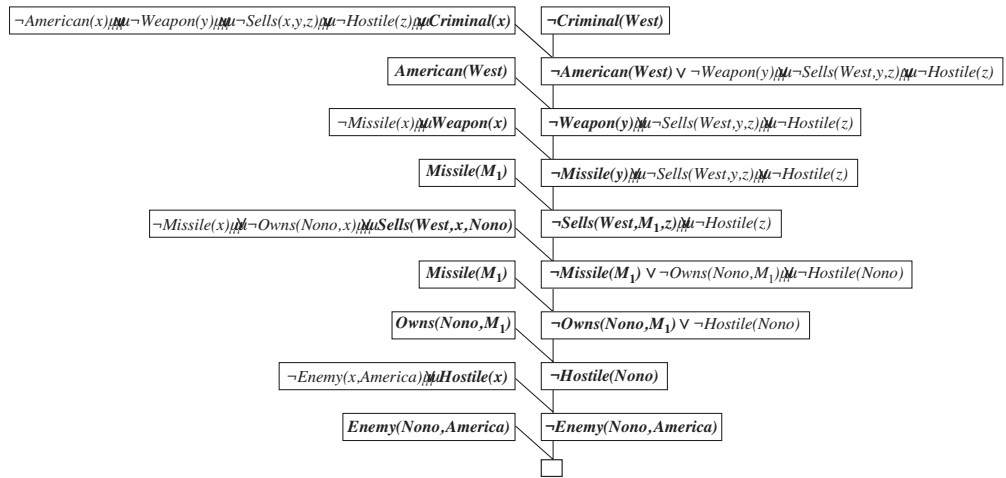 ¬American(x) ∨ ¬Weapon(y) ∨ ¬Sells(x,y,z) ∨ ¬Hostile(z) ∨ Criminal(x)
¬Criminal(West)
American(West)
¬American(West) ∨ ¬Weapon(y) ∨ ¬Sells(West,y,z) ∨ ¬Hostile(z)
¬Missile(x) ∨ Weapon(x)
¬Weapon(y) ∨ ¬Sells(West,y,z) ∨ ¬Hostile(z)
Missile(M₁)
¬Missile(y) ∨ ¬Sells(West,y,z) ∨ ¬Hostile(z)
¬Missile(x) ∨ ¬Owns(Nono,x) ∨ Sells(West,x,Nono)
¬Sells(West,M₁,z) ∨ ¬Hostile(z)
Missile(M₁)
¬Missile(M₁) ∨ ¬Owns(Nono,M₁) ∨ ¬Hostile(Nono)
Owns(Nono,M₁)
¬Owns(Nono,M₁) ∨ ¬Hostile(Nono)
¬Enemy(x,America) ∨ Hostile(x)
¬Hostile(Nono)
Enemy(Nono,America)
¬Enemy(Nono,America)